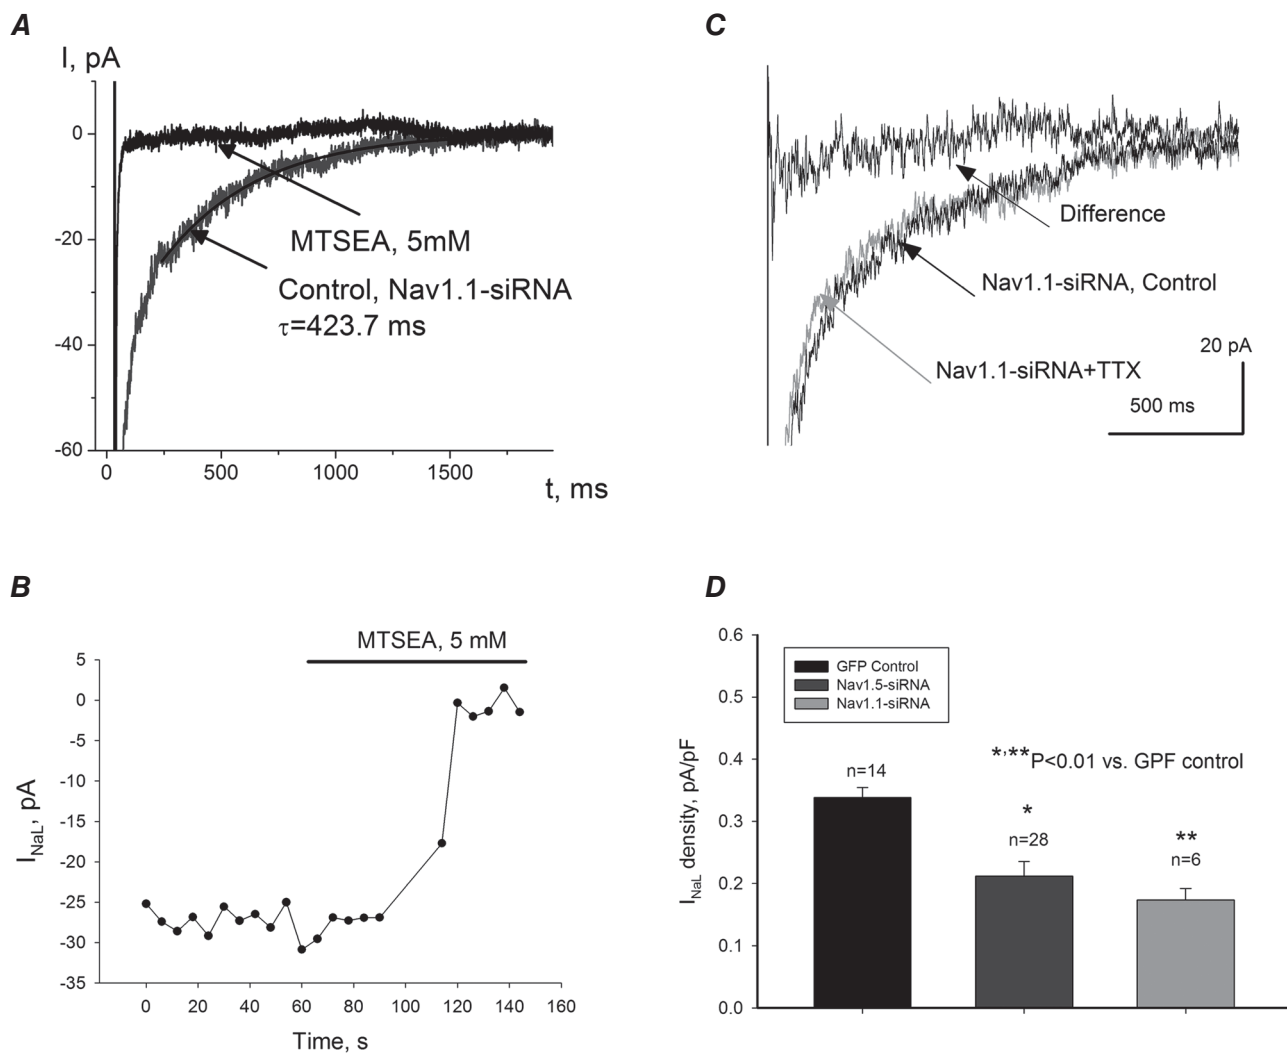 A
I, pA
0
-20
-40
-60
0
500
1000
1500
t, ms
MTSEA, 5mM
Control, Nav1.1-siRNA
τ=423.7 ms
C
Difference
Nav1.1-siRNA, Control
Nav1.1-siRNA+TTX
20 pA
500 ms
B
MTSEA, 5 mM
5
0
-5
-10
-15
-20
-25
-30
-35
INaL, pA
0
20
40
60
80
100
120
140
160
Time, s
D
0.6
0.5
0.4
0.3
0.2
0.1
0.0
INaL density, pA/pF
GFP Control
Nav1.5-siRNA
Nav1.1-siRNA
*,**P<0.01 vs. GPF control
n=14
*
n=28
**
n=6